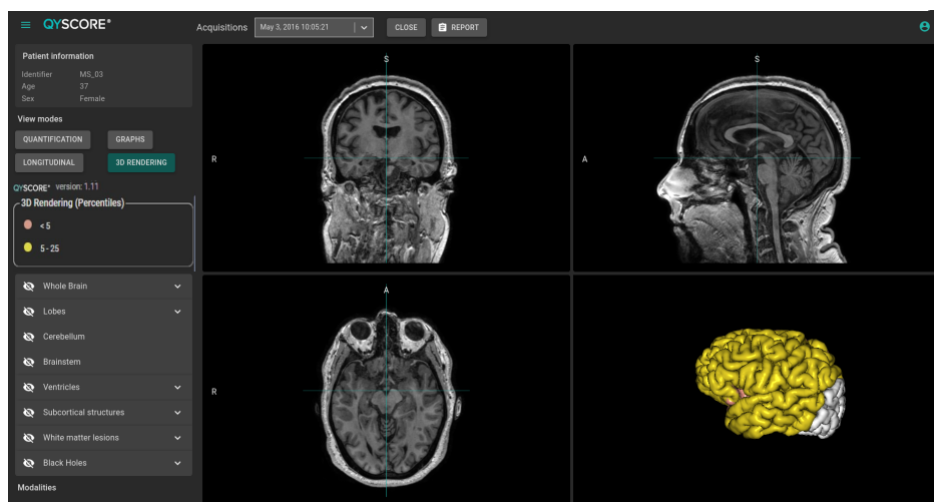 QYSCORE®
Acquisitions
May 3, 2016 10:05:21
CLOSE
REPORT
Patient information
Identifier MS_03
Age 37
Sex Female
View modes
QUANTIFICATION
GRAPHS
LONGITUDINAL
3D RENDERING
QYSCORE® version: 1.11
3D Rendering (Percentiles)
< 5
5 - 25
Whole Brain
Lobes
Cerebellum
Brainstem
Ventricles
Subcortical structures
White matter lesions
Black Holes
Modalities
S
R
S
A
A
R